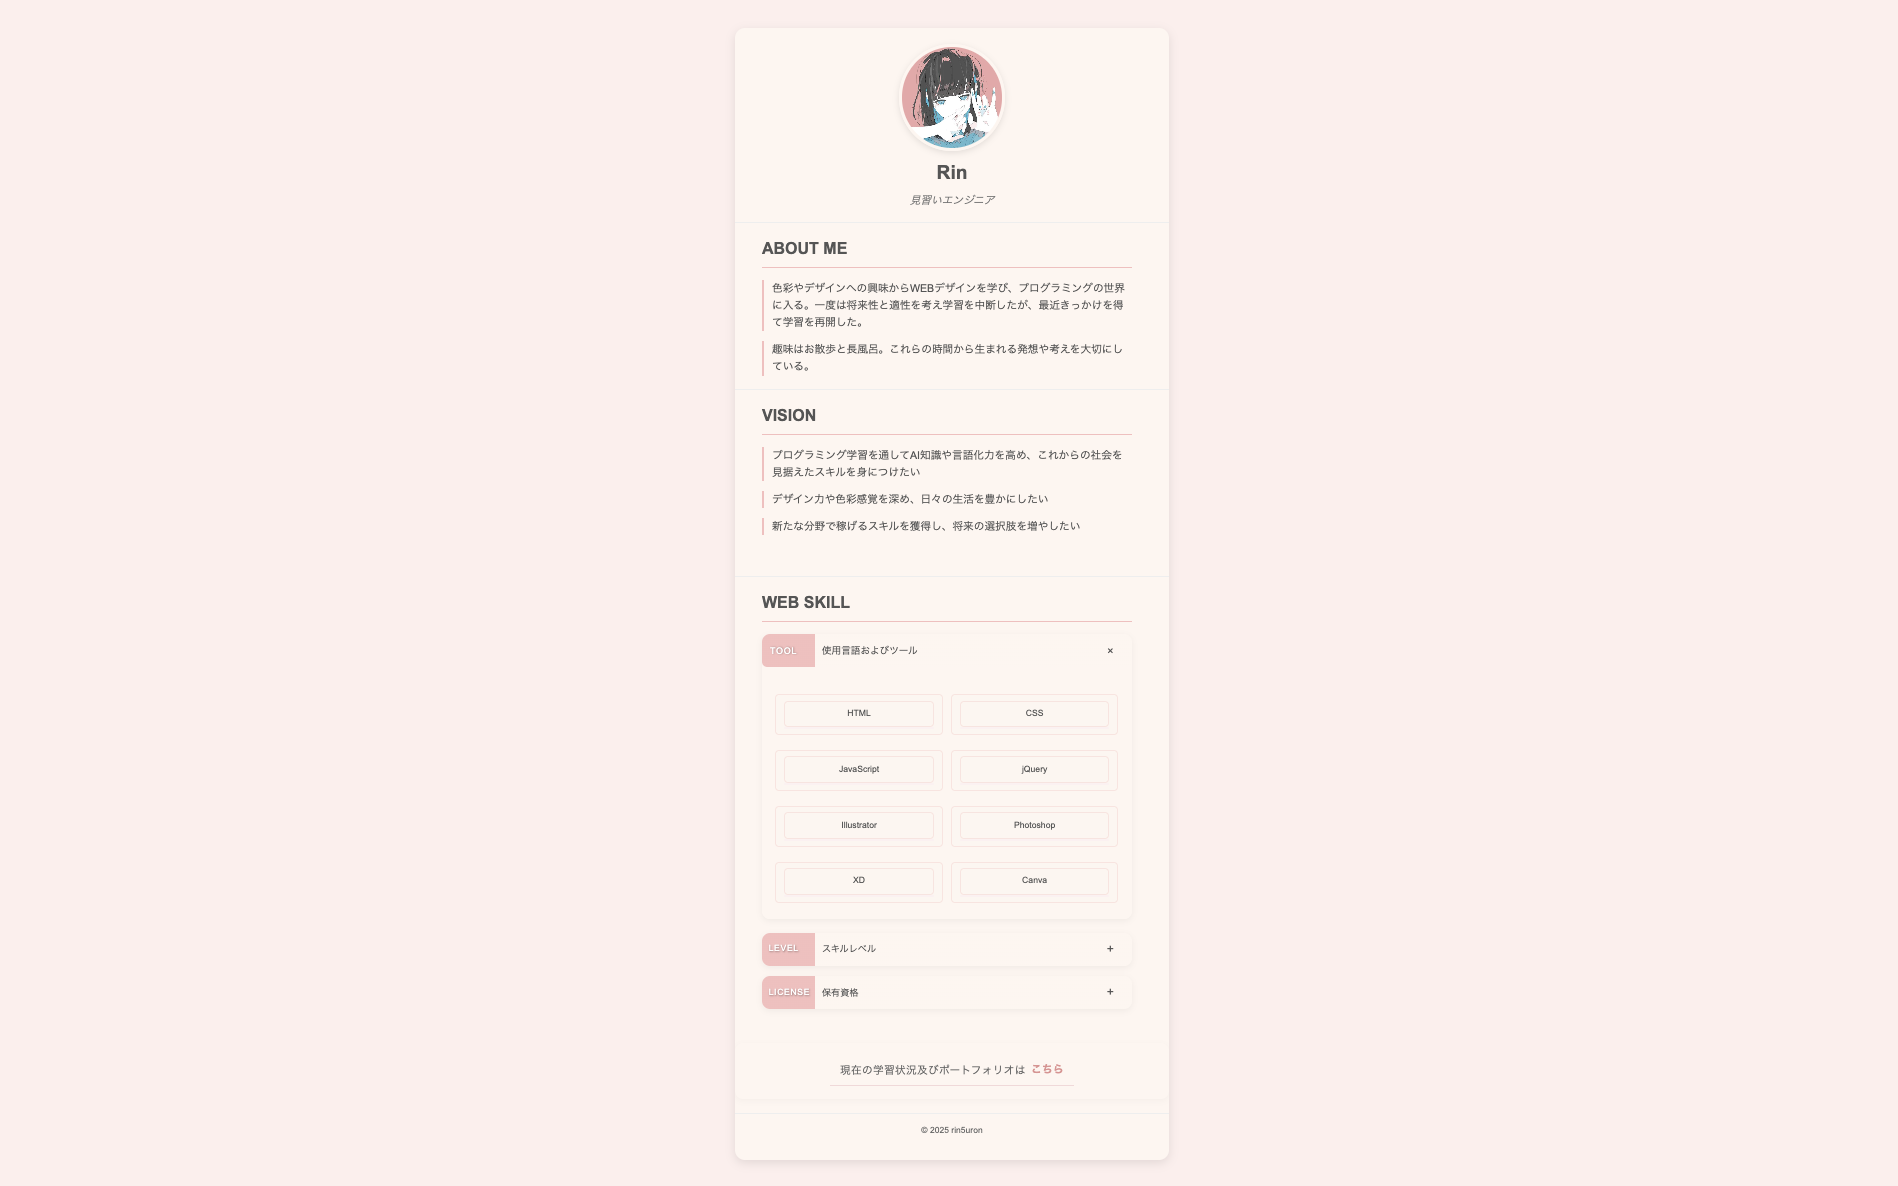 Rin
見習いエンジニア
ABOUT ME
色彩やデザインへの興味からWEBデザインを学び、プログラミングの世界
に入る。一度は将来性と適性を考え学習を中断したが、最近きっかけを得
て学習を再開した。
趣味はお散歩と長風呂。これらの時間から生まれる発想や考えを大切にし
ている。
VISION
プログラミング学習を通してAI知識や言語化力を高め、これからの社会を
見据えたスキルを身につけたい
デザイン力や色彩感覚を深め、日々の生活を豊かにしたい
新たな分野で稼げるスキルを獲得し、将来の選択肢を増やしたい
WEB SKILL
TOOL 使用言語およびツール ×
HTML CSS
JavaScript jQuery
Illustrator Photoshop
XD Canva
LEVEL スキルレベル +
LICENSE 保有資格 +
現在の学習状況及びポートフォリオは こちら
© 2025 rin5uron